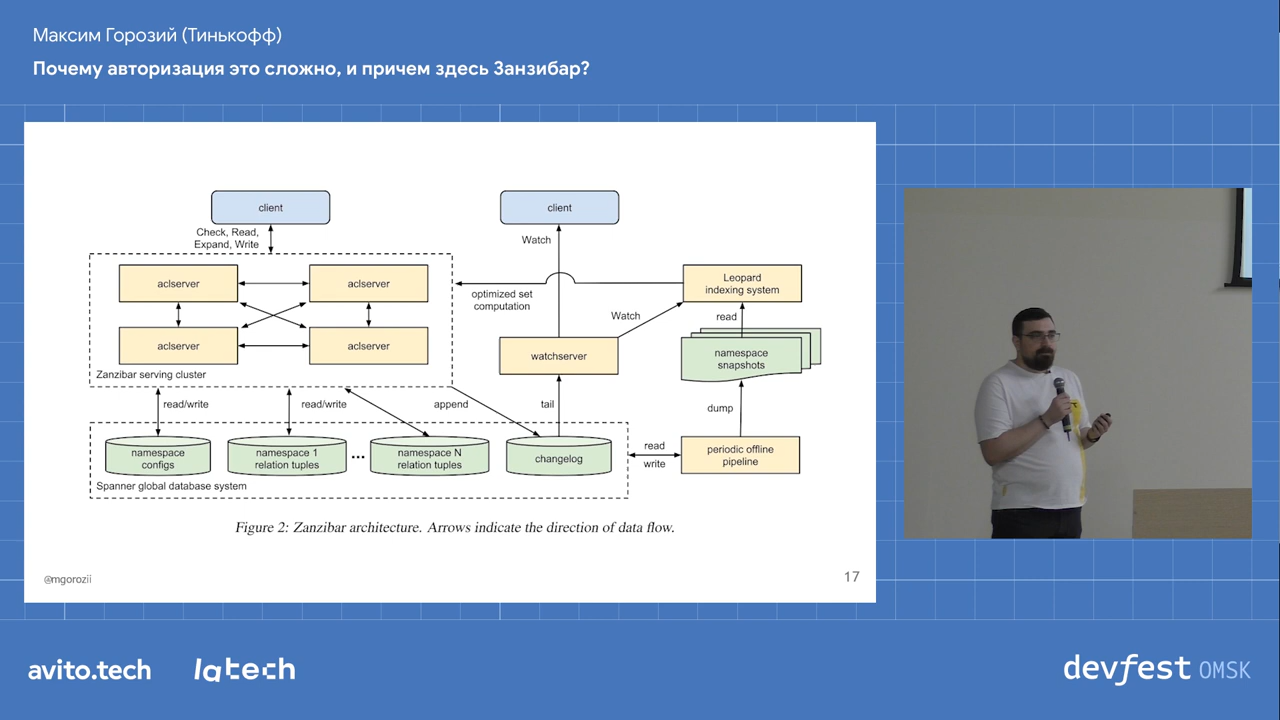 Максим Горозий (Тинькофф)
Почему авторизация это сложно, и причем здесь Занзибар?
client
client
Check, Read,
Expand, Write
Watch
aclserver
aclserver
Leopard
indexing system
optimized set
computation
Watch
read
aclserver
aclserver
watchserver
namespace
snapshots
Zanzibar serving cluster
read/write
read/write
append
tail
dump
namespace
configs
namespace 1
relation tuples
...
namespace N
relation tuples
changelog
read
write
periodic offline
pipeline
Spanner global database system
Figure 2: Zanzibar architecture. Arrows indicate the direction of data flow.
@mgorozii
17
avito.tech
latech
devfest OMSK